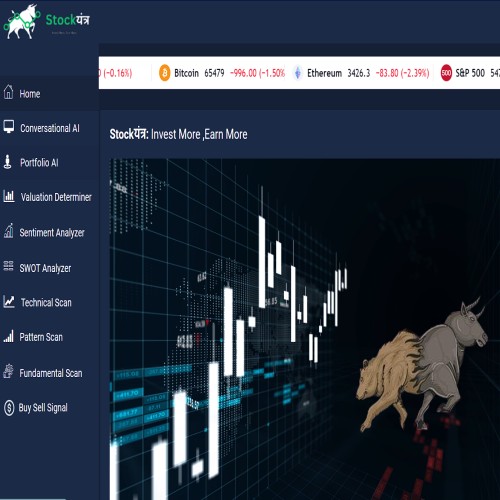 Stockयंत्र
0 (−0.16%)
Bitcoin 65479 −996.00 (−1.50%
Ethereum 3426.3 −83.80 (−2.39%)
500 S&P 500 547
Home
Conversational AI
Portfolio AI
Valuation Determiner
Sentiment Analyzer
SWOT Analyzer
Technical Scan
Pattern Scan
Fundamental Scan
Buy Sell Signal
Stockयंत्र: Invest More ,Earn More